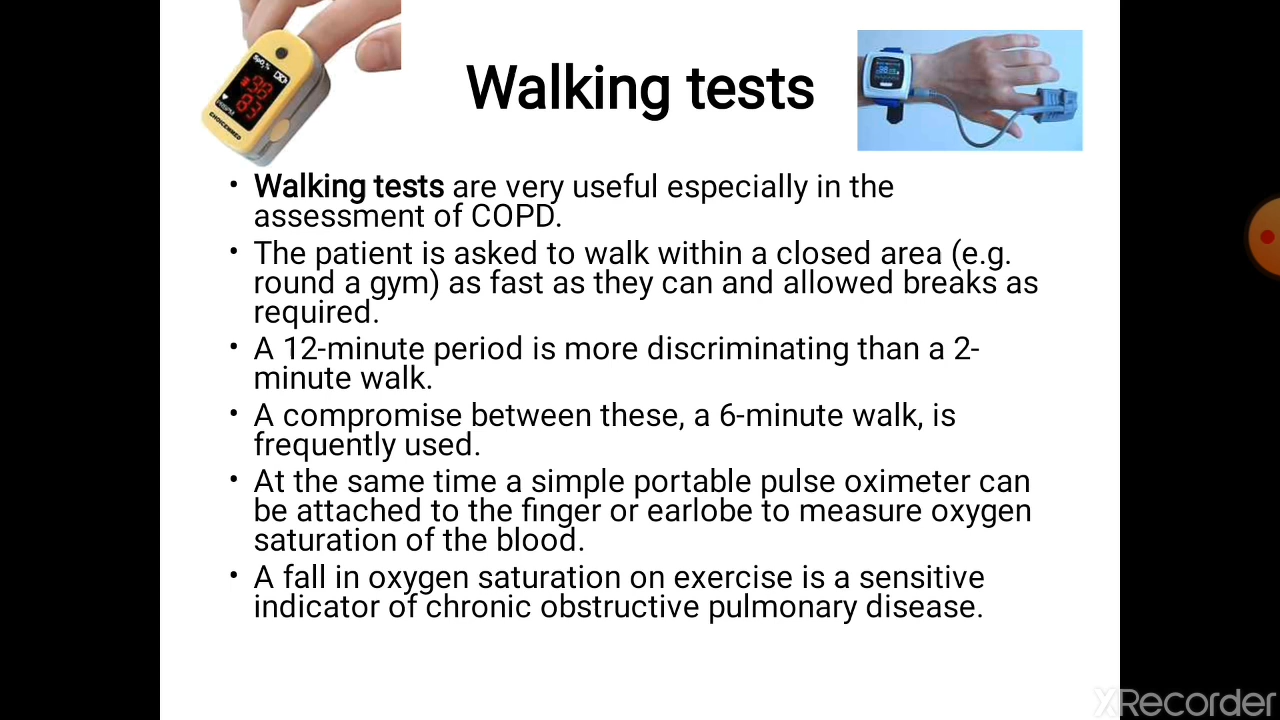 Walking tests
SpO₂%
98
83
CHOICEMMED
• Walking tests are very useful especially in the
assessment of COPD.
• The patient is asked to walk within a closed area (e.g.
round a gym) as fast as they can and allowed breaks as
required.
• A 12-minute period is more discriminating than a 2-
minute walk.
• A compromise between these, a 6-minute walk, is
frequently used.
• At the same time a simple portable pulse oximeter can
be attached to the finger or earlobe to measure oxygen
saturation of the blood.
• A fall in oxygen saturation on exercise is a sensitive
indicator of chronic obstructive pulmonary disease.
XRecorder